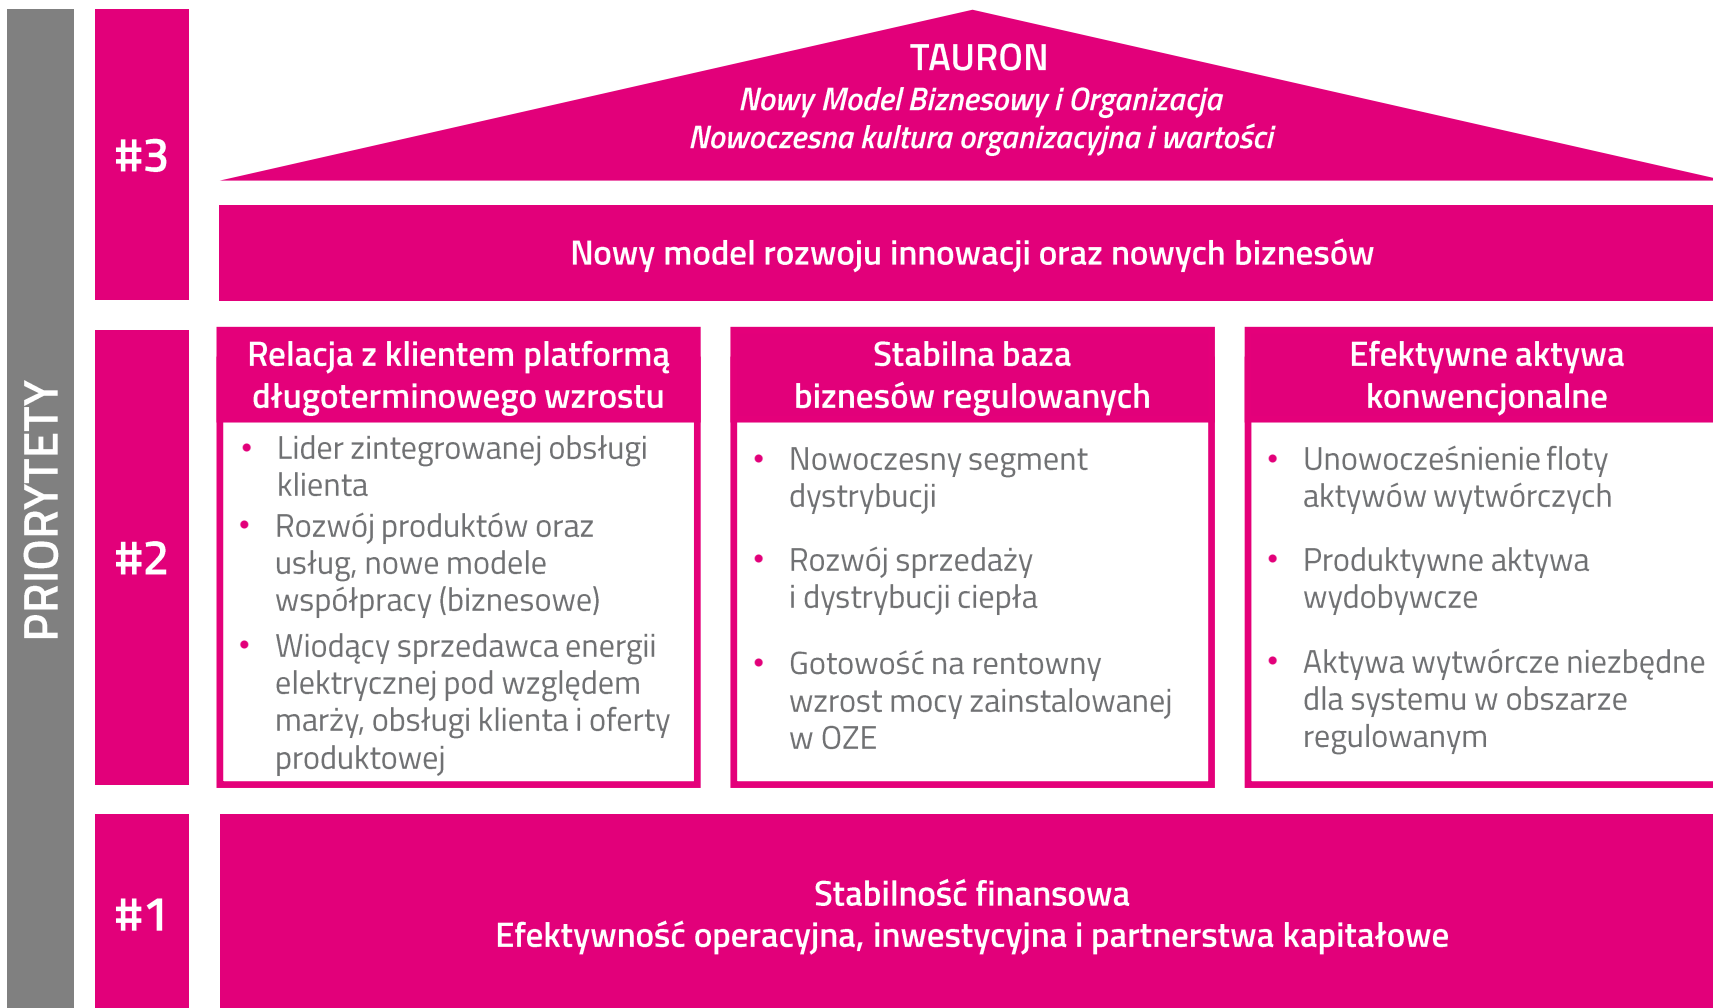 PRIORYTETY
#3
TAURON
Nowy Model Biznesowy i Organizacja
Nowoczesna kultura organizacyjna i wartości
Nowy model rozwoju innowacji oraz nowych biznesów
#2
Relacja z klientem platformą
długoterminowego wzrostu
• Lider zintegrowanej obsługi
klienta
• Rozwój produktów oraz
usług, nowe modele
współpracy (biznesowe)
• Wiodący sprzedawca energii
elektrycznej pod względem
marży, obsługi klienta i oferty
produktowej
Stabilna baza
biznesów regulowanych
• Nowoczesny segment
dystrybucji
• Rozwój sprzedaży
i dystrybucji ciepła
• Gotowość na rentowny
wzrost mocy zainstalowanej
w OZE
Efektywne aktywa
konwencjonalne
• Unowocześnienie floty
aktywów wytwórczych
• Produktywne aktywa
wydobywcze
• Aktywa wytwórcze niezbędne
dla systemu w obszarze
regulowanym
#1
Stabilność finansowa
Efektywność operacyjna, inwestycyjna i partnerstwa kapitałowe